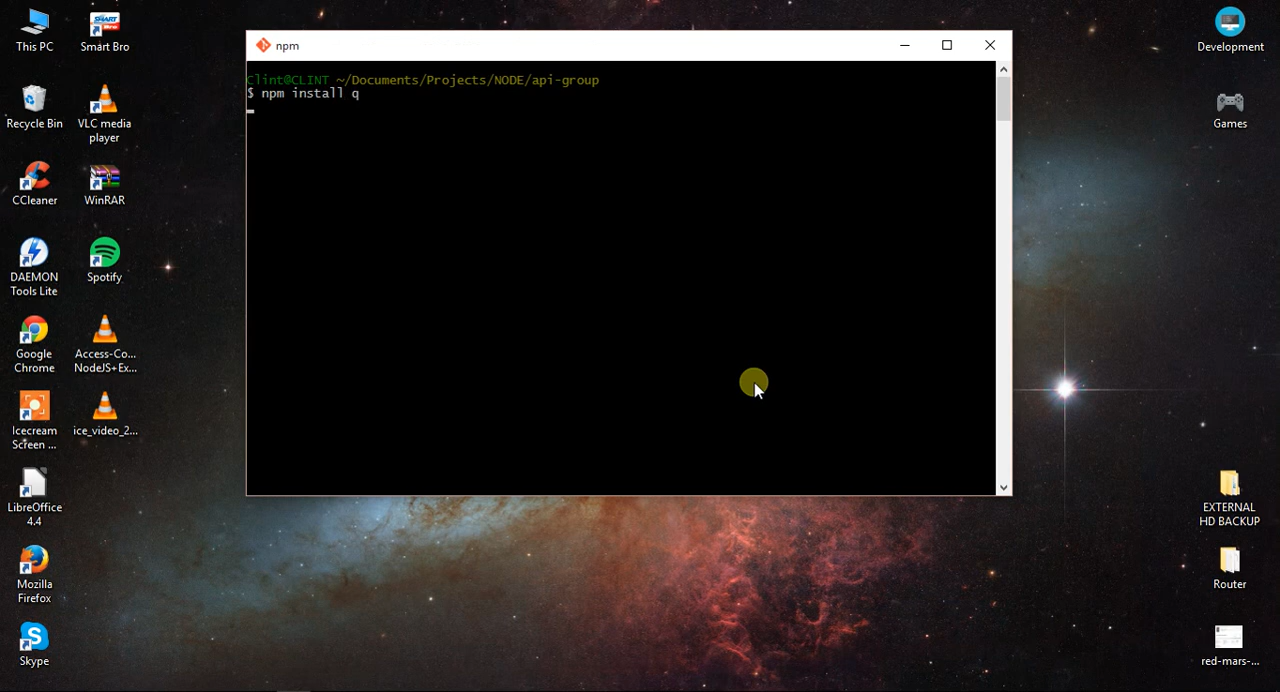 This PC
Smart Bro
Recycle Bin
VLC media
player
CCleaner
WinRAR
DAEMON
Tools Lite
Spotify
Google
Chrome
Access-Co...
NodeJS+Ex...
Icecream
Screen ...
ice_video_2...
LibreOffice
4.4
Mozilla
Firefox
Skype
npm
Clint@CLINT ~/Documents/Projects/NODE/api-group
$ npm install q
Development
Games
EXTERNAL
HD BACKUP
Router
red-mars-...